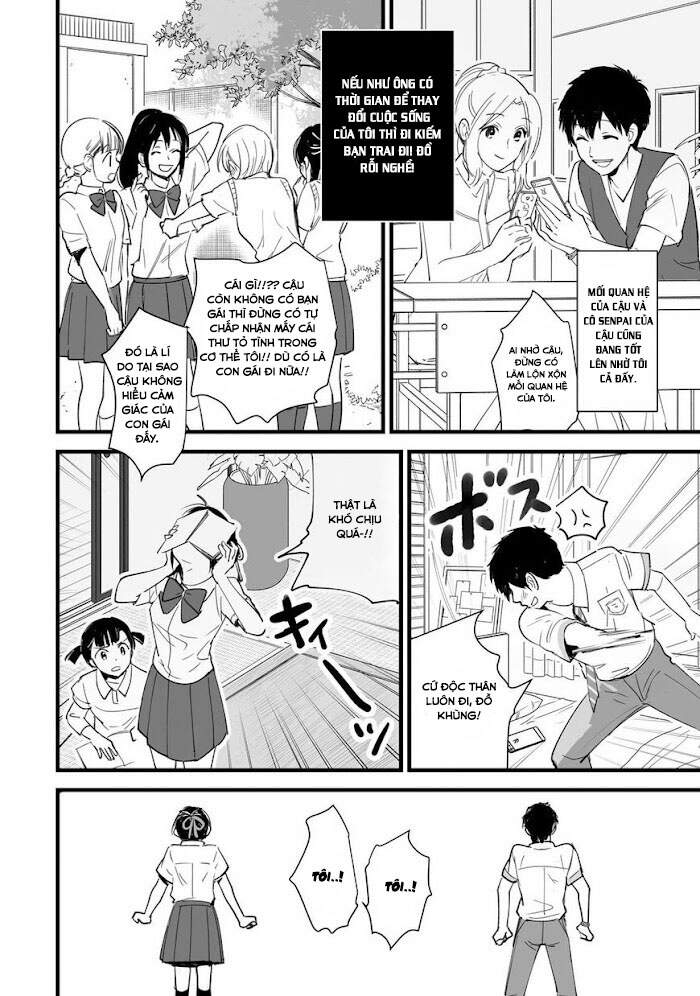 MỐI QUAN HỆ
CỦA CẬU VÀ
CÔ SENPAI CỦA
CẬU CŨNG
ĐANG TỐT
LÊN NHỜ TÔI
CẢ ĐẤY.
AI NHỜ CẬU,
ĐỪNG CÓ
LÀM LỘN XỘN
MỐI QUAN HỆ
CỦA TÔI.
NẾU NHƯ ÔNG CÓ
THỜI GIAN ĐỂ THAY
ĐỔI CUỘC SỐNG
CỦA TÔI THÌ ĐI KIẾM
BẠN TRAI ĐI! ĐỒ
RỖI NGHỀ!
CÁI GÌ!!?? CẬU
CÒN KHÔNG CÓ BẠN
GÁI THÌ ĐỪNG CÓ TỰ
CHẤP NHẬN MẤY CÁI
THƯ TỎ TÌNH TRONG
CƠ THỂ TÔI!! DÙ CÓ LÀ
CON GÁI ĐI NỮA!!
ĐÓ LÀ LÍ
DO TẠI SAO
CẬU KHÔNG
HIỂU CẢM
GIÁC CỦA
CON GÁI
ĐẤY.
ボスッ
CỨ ĐỘC THÂN
LUÔN ĐI, ĐỒ
KHÙNG!
THẬT LÀ
KHÓ CHỊU
QUÁ-!!
キィーッ
TÔI..!
TÔI..!